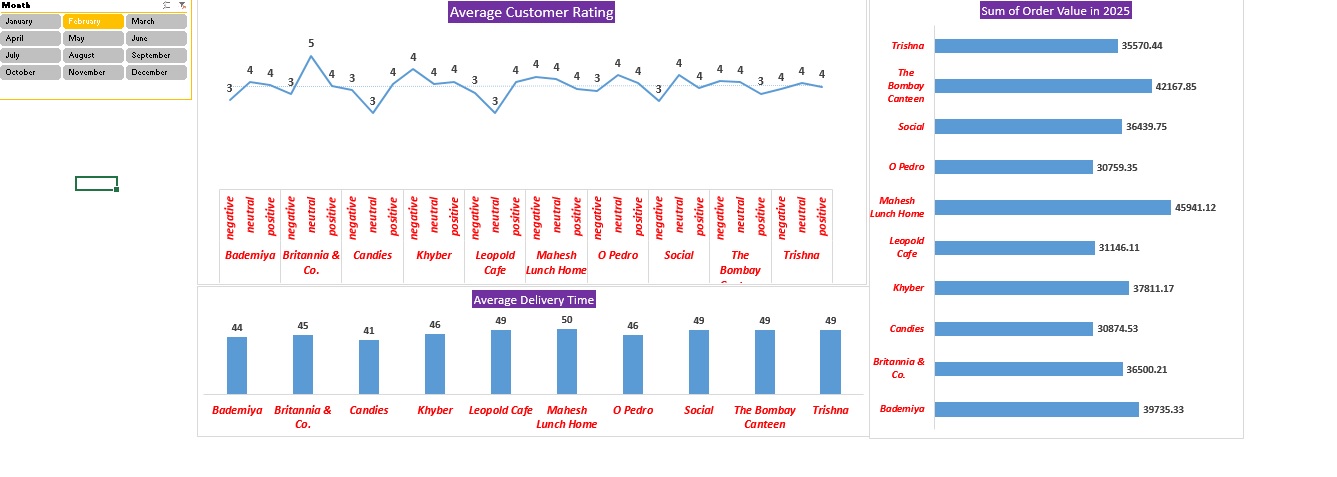 Month
January February March
April May June
July August September
October November December
Average Customer Rating
3 4 4 3 5 4 3 3 4 4 4 4 3 3 4 4 4 4 3 4 4 3 4 4 4 4 3 4 4 4
negative neutral positive negative neutral positive negative neutral positive negative neutral positive negative neutral positive negative neutral positive negative neutral positive negative neutral positive negative neutral positive negative neutral positive
Bademiya Britannia & Candies Khyber Leopold Mahesh O Pedro Social The Trishna
Co. Cafe Lunch Home Bombay
Average Delivery Time
44 45 41 46 49 50 46 49 49 49
Bademiya Britannia & Candies Khyber Leopold Cafe Mahesh O Pedro Social The Bombay Trishna
Co. Lunch Home Canteen
Sum of Order Value in 2025
Trishna 35570.44
The
Bombay 42167.85
Canteen
Social 36439.75
O Pedro 30759.35
Mahesh
Lunch Home 45941.12
Leopold
Cafe 31146.11
Khyber 37811.17
Candies 30874.53
Britannia &
Co. 36500.21
Bademiya 39735.33